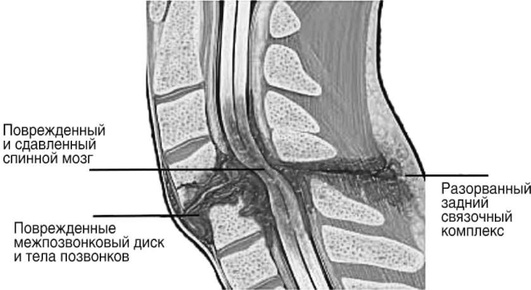 Поврежденный
и сдавленный
спинной мозг
Поврежденные
межпозвонковый диск
и тела позвонков
Разорванный
задний
связочный
комплекс